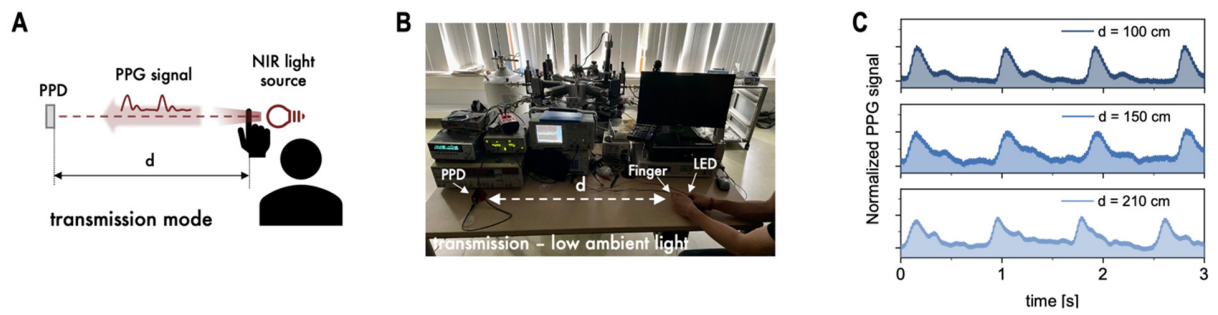 A
PPG signal
NIR light
source
PPD
d
transmission mode
B
PPD
d
Finger
LED
transmission – low ambient light
C
Normalized PPG signal
d = 100 cm
d = 150 cm
d = 210 cm
0
1
2
3
time [s]